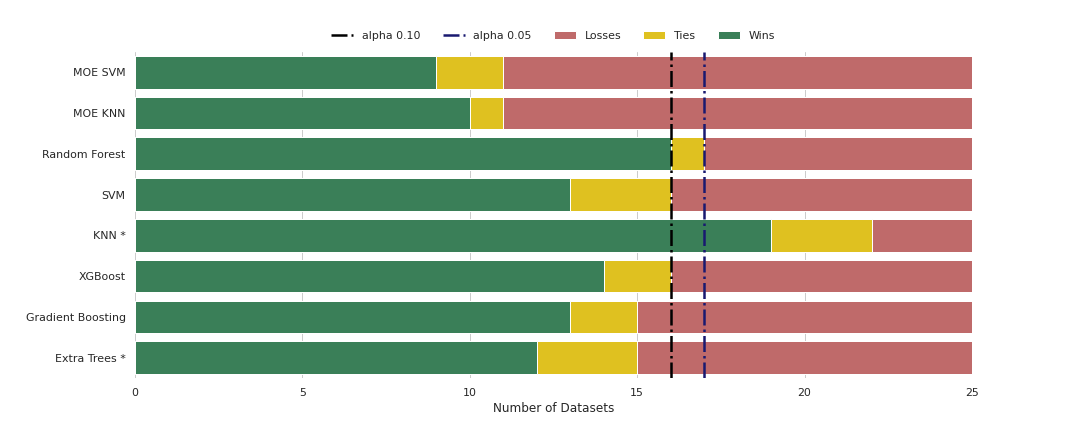 alpha 0.10 alpha 0.05 Losses Ties Wins
MOE SVM
MOE KNN
Random Forest
SVM
KNN *
XGBoost
Gradient Boosting
Extra Trees *
0 5 10 15 20 25
Number of Datasets